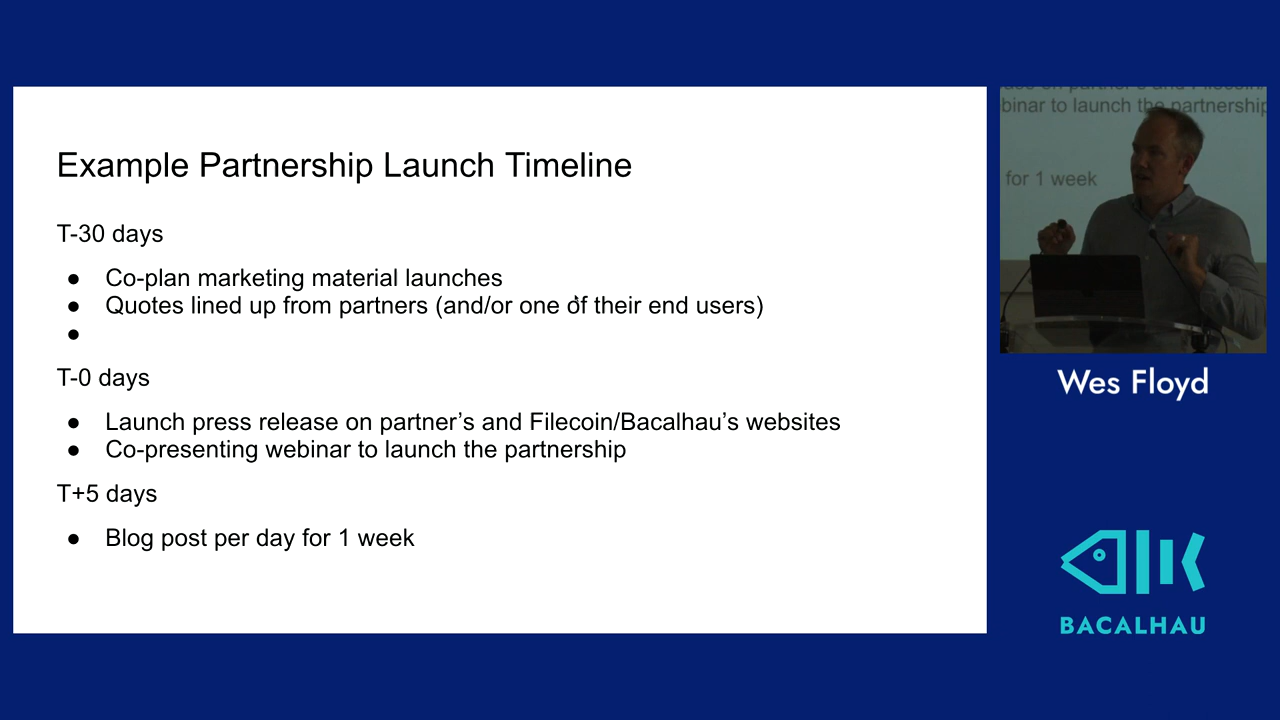 Example Partnership Launch Timeline
T-30 days
● Co-plan marketing material launches
● Quotes lined up from partners (and/or one of their end users)
●
T-0 days
● Launch press release on partner’s and Filecoin/Bacalhau’s websites
● Co-presenting webinar to launch the partnership
T+5 days
● Blog post per day for 1 week
binar to launch the partnership
for 1 week
Wes Floyd
BACALHAU